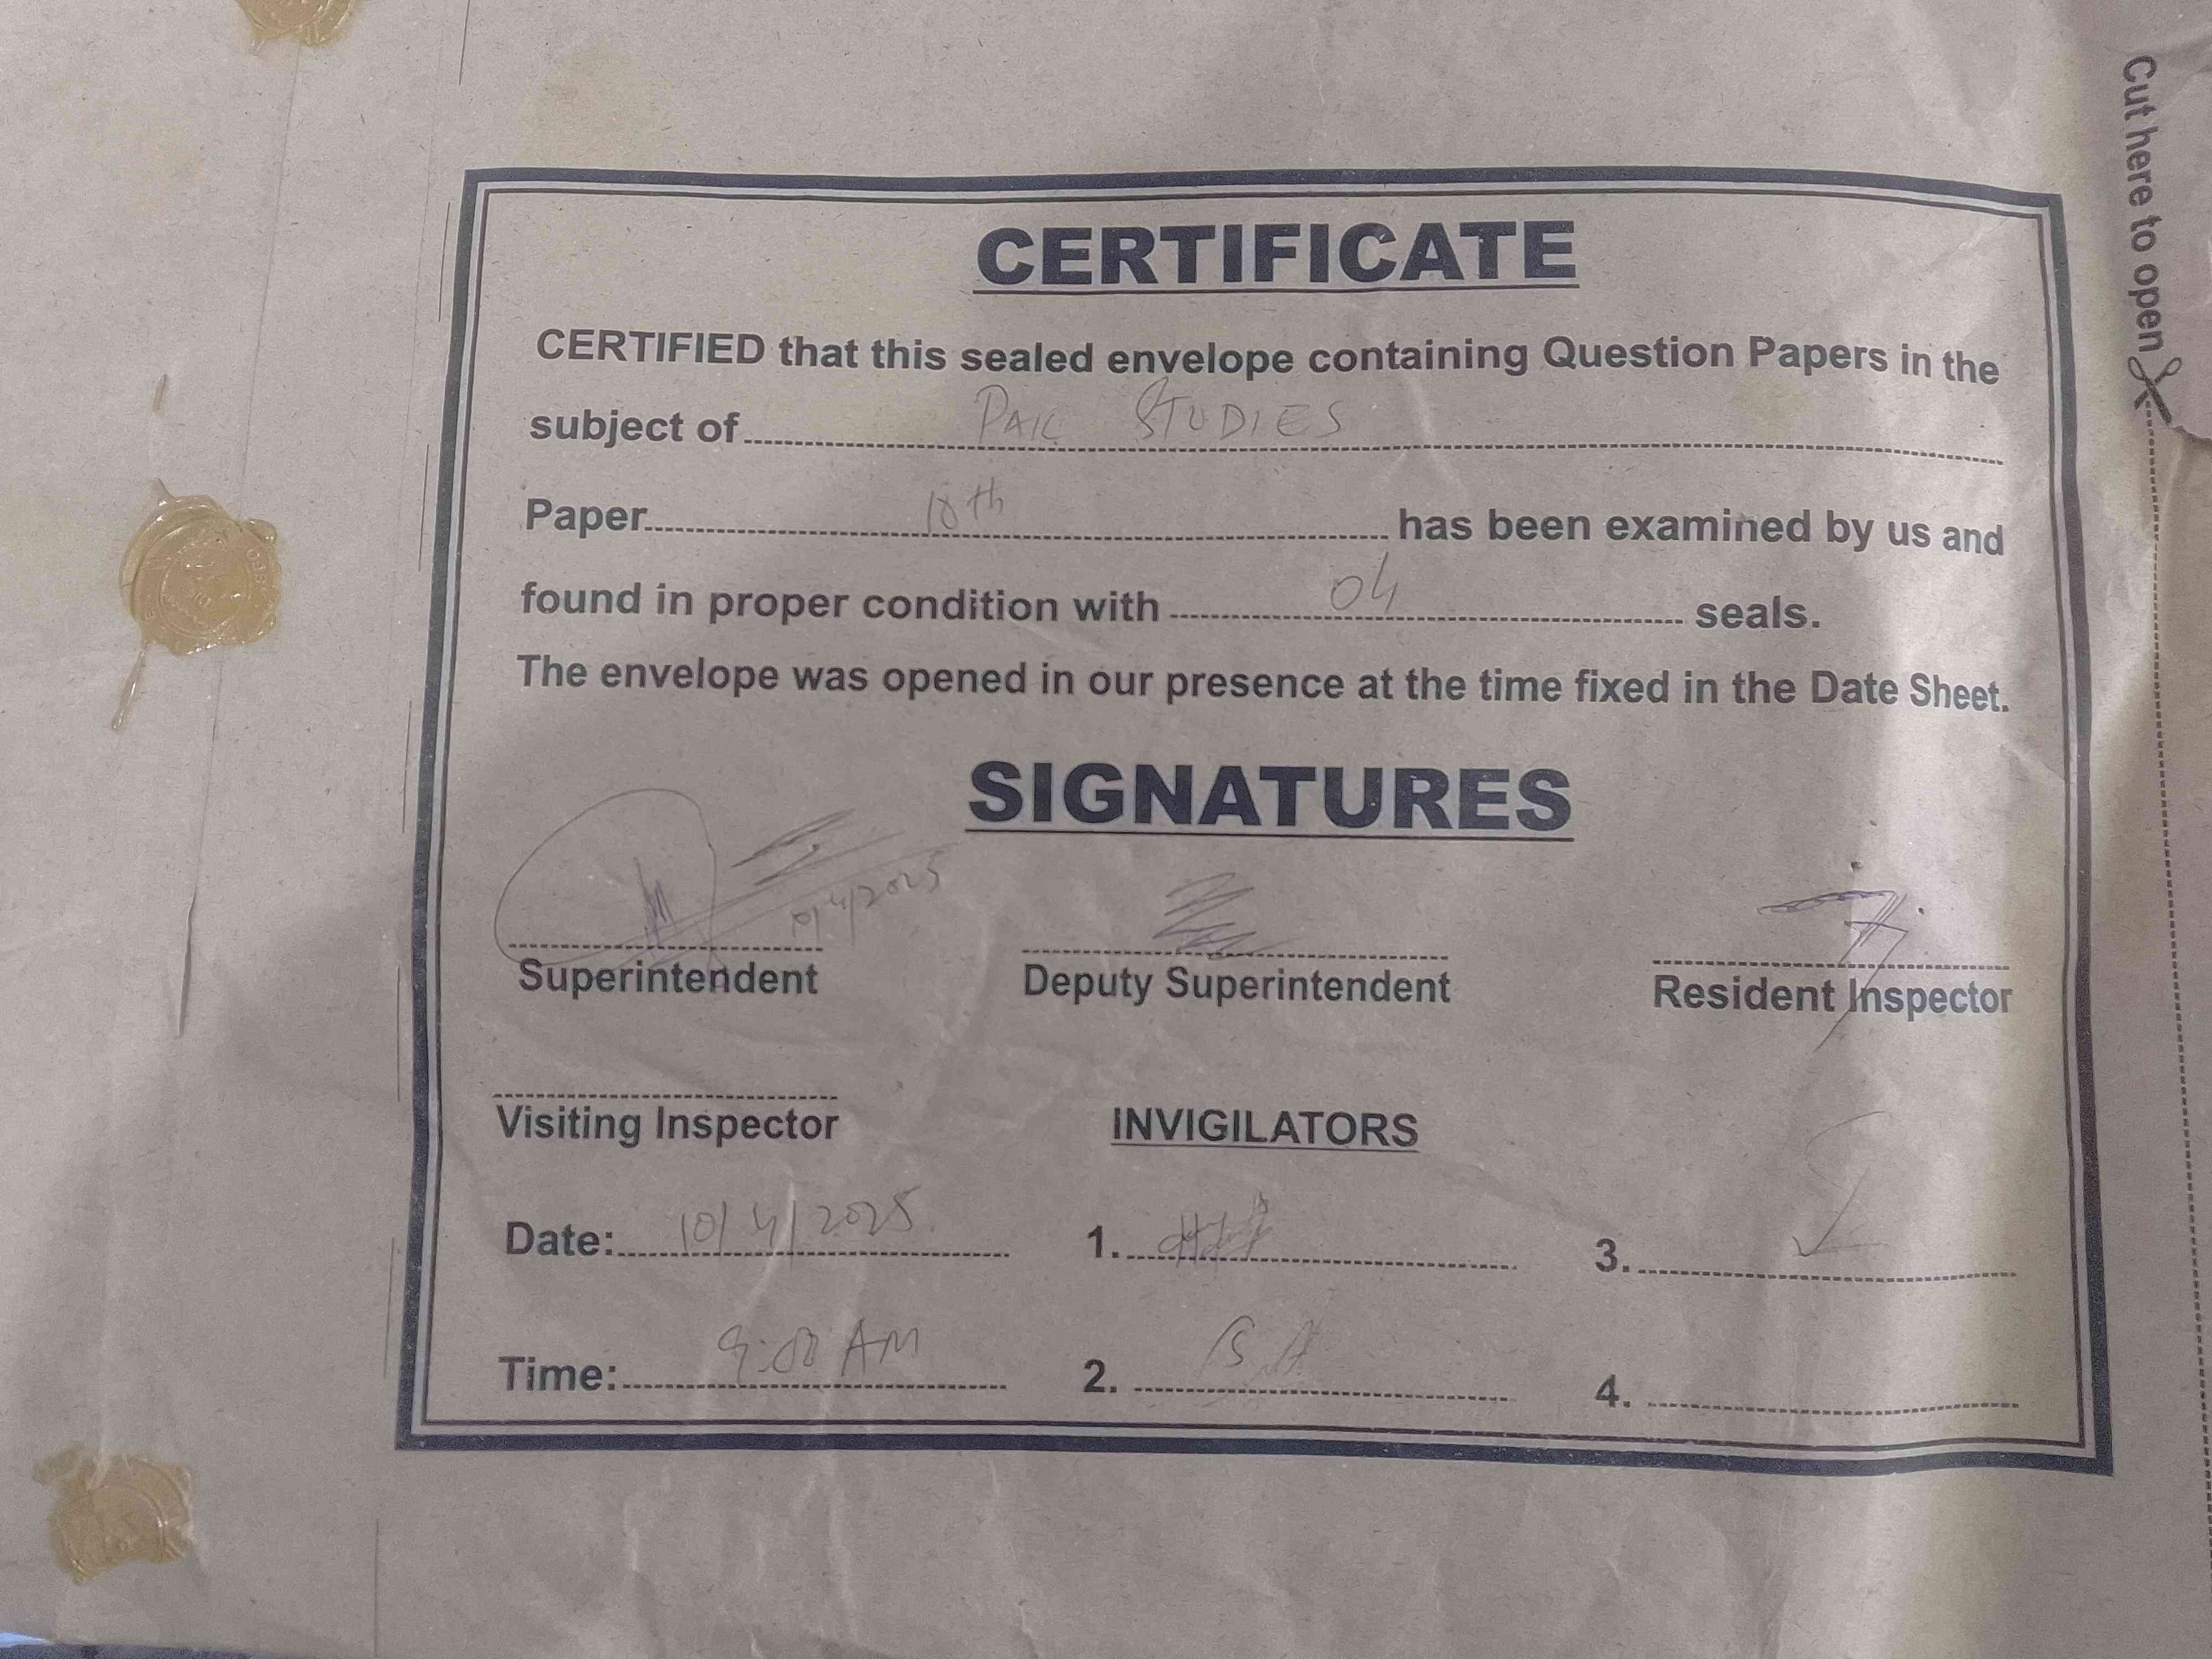 Cut here to open
CERTIFICATE
CERTIFIED that this sealed envelope containing Question Papers in the
subject of PAK STUDIES
Paper 10th has been examined by us and
found in proper condition with 04 seals.
The envelope was opened in our presence at the time fixed in the Date Sheet.
SIGNATURES
10/4/2025
Superintendent Deputy Superintendent Resident Inspector
Visiting Inspector INVIGILATORS
Date: 10/4/2025 1. 3.
Time: 9:00 AM 2. 4.